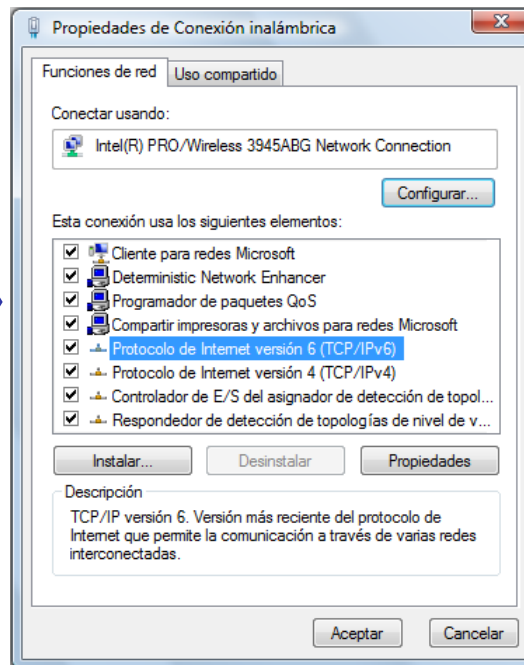 Propiedades de Conexión inalámbrica
Funciones de red
Uso compartido
Conectar usando:
Intel(R) PRO/Wireless 3945ABG Network Connection
Configurar...
Esta conexión usa los siguientes elementos:
Cliente para redes Microsoft
Deterministic Network Enhancer
Programador de paquetes QoS
Compartir impresoras y archivos para redes Microsoft
Protocolo de Internet versión 6 (TCP/IPv6)
Protocolo de Internet versión 4 (TCP/IPv4)
Controlador de E/S del asignador de detección de topol...
Respondedor de detección de topologías de nivel de v...
Instalar...
Desinstalar
Propiedades
Descripción
TCP/IP versión 6. Versión más reciente del protocolo de
Internet que permite la comunicación a través de varias redes
interconectadas.
Aceptar
Cancelar